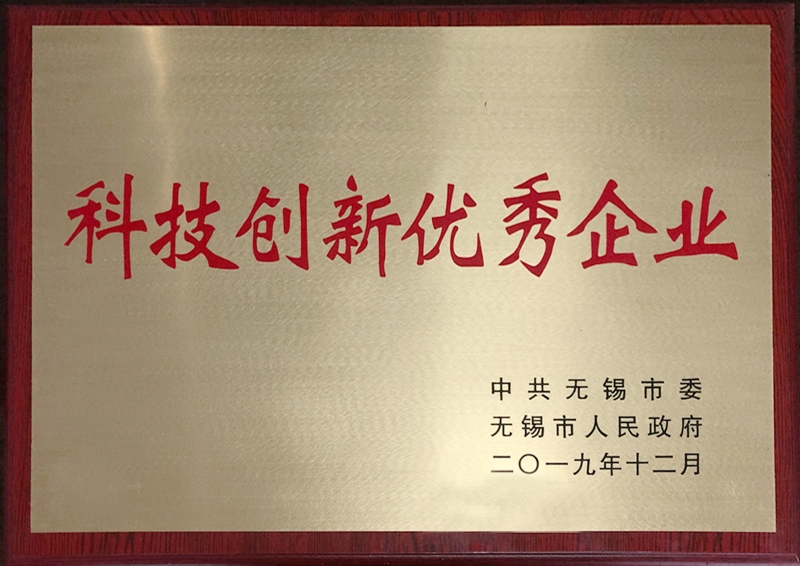 科技创新优秀企业
中共无锡市委
无锡市人民政府
二〇一九年十二月